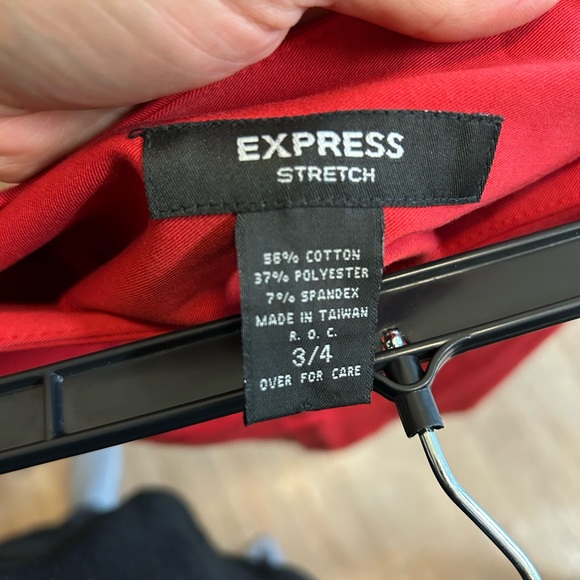 EXPRESS
STRETCH
56% COTTON
37% POLYESTER
7% SPANDEX
MADE IN TAIWAN
R. O. C.
3/4
OVER FOR CARE